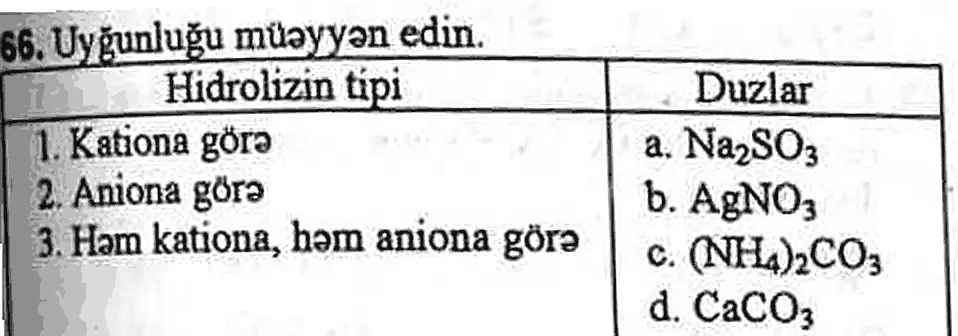 66. Uyğunluğu müəyyən edin.
Hidrolizin tipi
Duzlar
1. Kationa görə
2. Aniona görə
3. Həm kationa, həm aniona görə
a. Na₂SO₃
b. AgNO₃
c. (NH₄)₂CO₃
d. CaCO₃